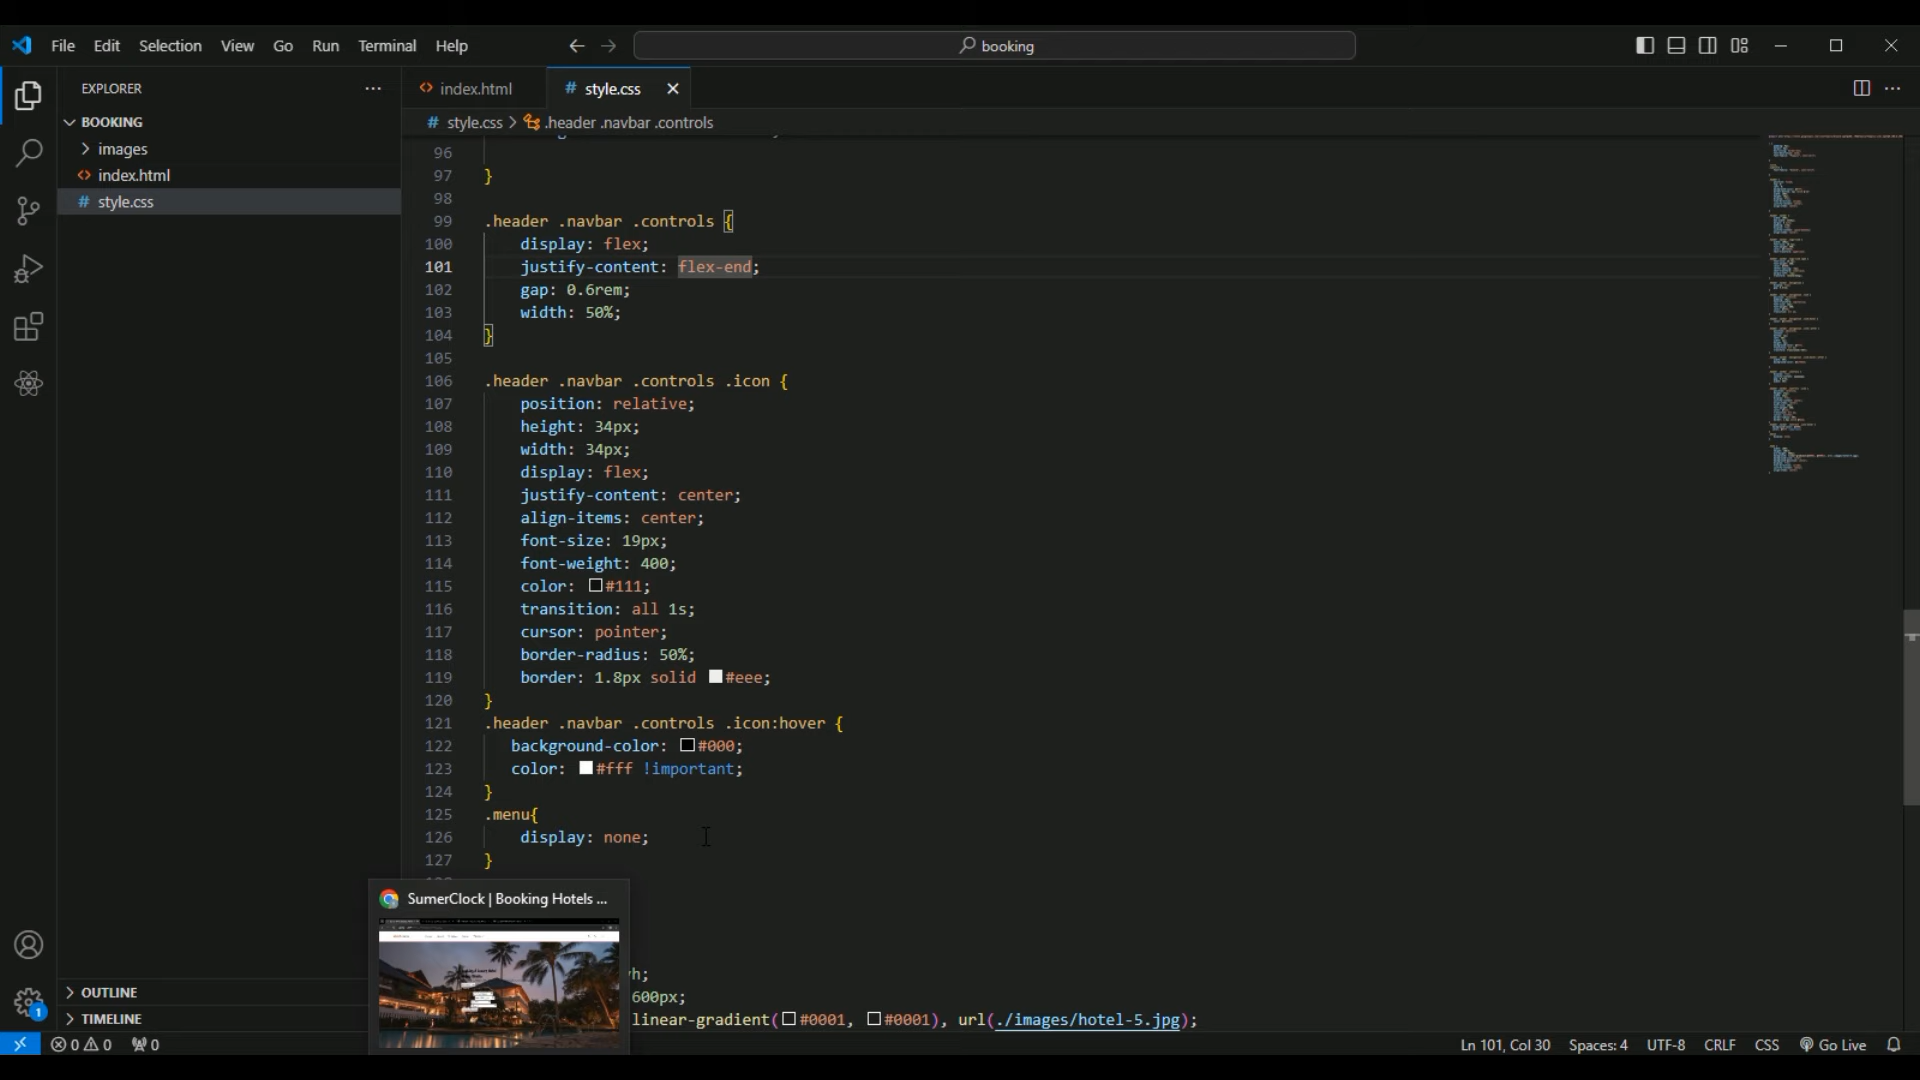 File Edit Selection View Go Run Terminal Help
booking
EXPLORER
index.html
style.css
BOOKING
images
index.html
style.css
style.css > .header .navbar .controls
96
97 }
98
99 .header .navbar .controls {
100 display: flex;
101 justify-content: flex-end;
102 gap: 0.6rem;
103 width: 50%;
104 }
105
106 .header .navbar .controls .icon {
107 position: relative;
108 height: 34px;
109 width: 34px;
110 display: flex;
111 justify-content: center;
112 align-items: center;
113 font-size: 19px;
114 font-weight: 400;
115 color: #111;
116 transition: all 1s;
117 cursor: pointer;
118 border-radius: 50%;
119 border: 1.8px solid #eee;
120 }
121 .header .navbar .controls .icon:hover {
122 background-color: #000;
123 color: #fff !important;
124 }
125 .menu{
126 display: none;
127 }
SumerClock | Booking Hotels ...
h;
600px;
linear-gradient(#0001, #0001), url(./images/hotel-5.jpg);
OUTLINE
TIMELINE
1
0 0 0
Ln 101, Col 30 Spaces: 4 UTF-8 CRLF CSS Go Live